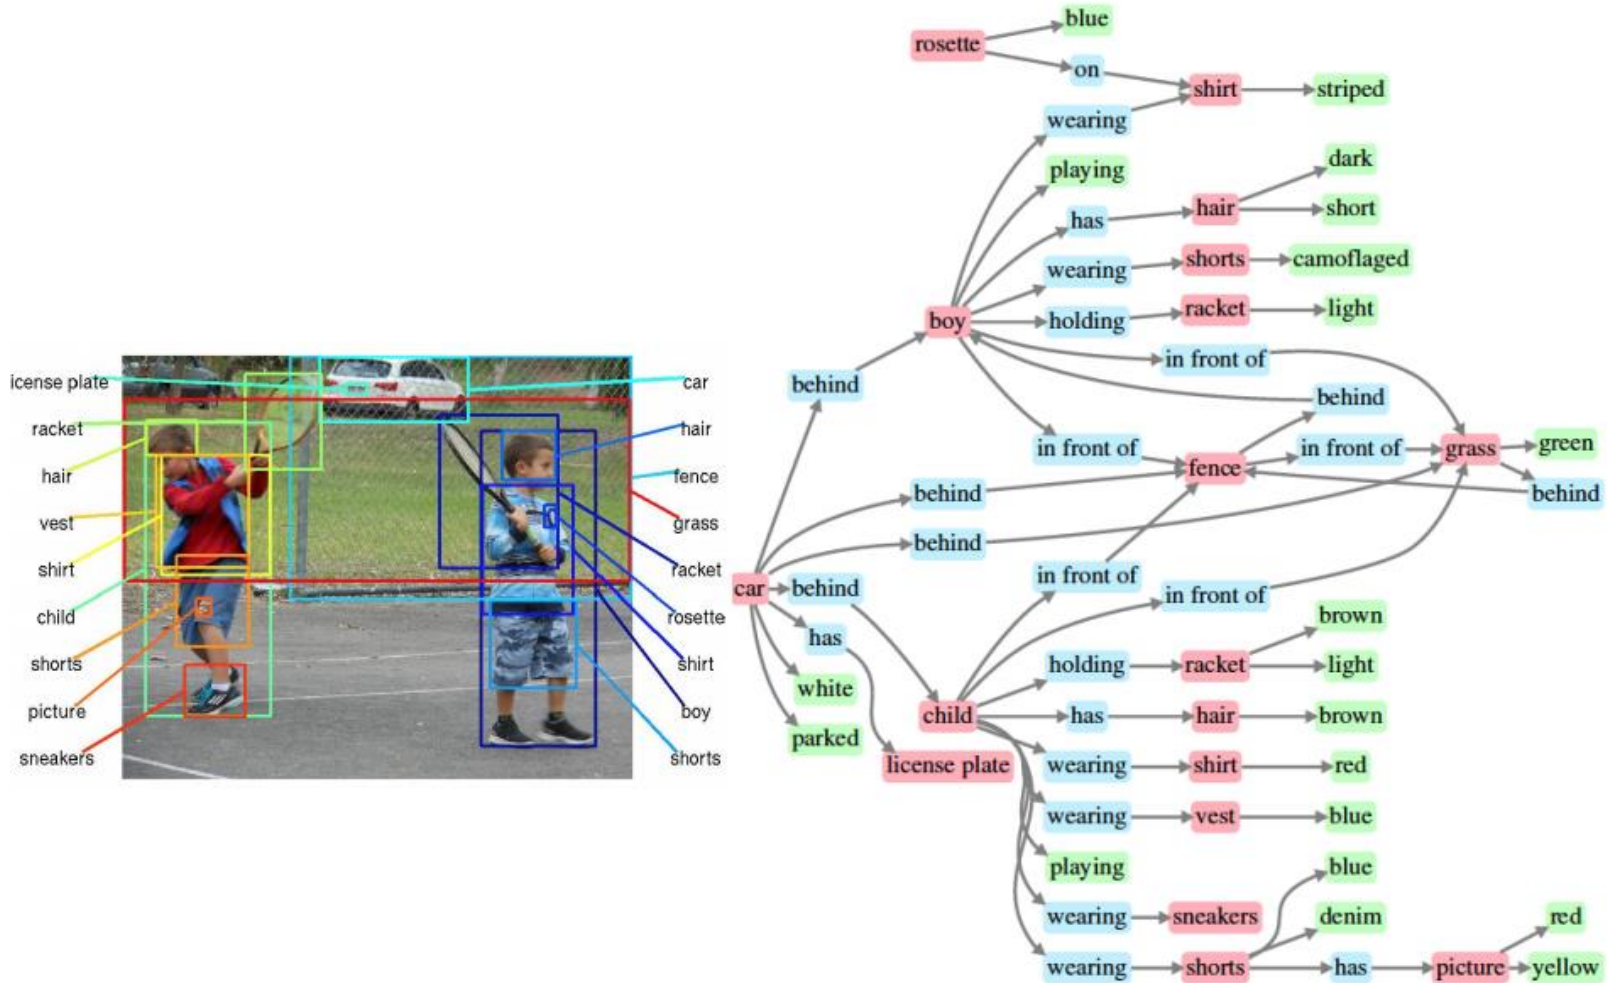 icense plate
racket
hair
vest
shirt
child
shorts
picture
sneakers
car
hair
fence
grass
racket
rosette
shirt
boy
shorts
rosette
blue
on
shirt
striped
wearing
playing
dark
has
hair
short
wearing
shorts
camoflaged
boy
holding
racket
light
in front of
behind
behind
in front of
fence
in front of
grass
green
behind
behind
behind
in front of
car
behind
in front of
has
brown
holding
racket
light
white
child
has
hair
brown
parked
license plate
wearing
shirt
red
wearing
vest
blue
playing
blue
wearing
sneakers
denim
red
wearing
shorts
has
picture
yellow